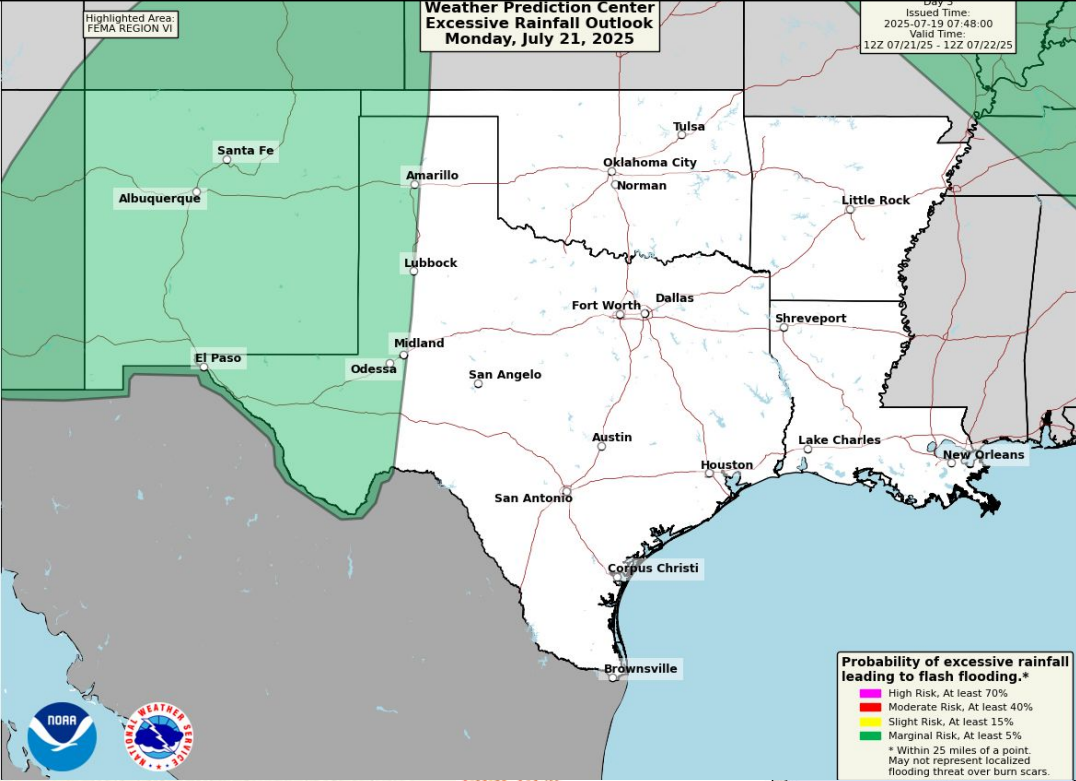 Highlighted Area:
FEMA REGION VI
Weather Prediction Center
Excessive Rainfall Outlook
Monday, July 21, 2025
Day 3
Issued Time:
2025-07-19 07:48:00
Valid Time:
12Z 07/21/25 - 12Z 07/22/25
Tulsa
Santa Fe
Oklahoma City
Amarillo
Norman
Albuquerque
Little Rock
Lubbock
Dallas
Fort Worth
Shreveport
Midland
El Paso
Odessa
San Angelo
Austin
Lake Charles
New Orleans
Houston
San Antonio
Corpus Christi
Brownsville
Probability of excessive rainfall
leading to flash flooding.*
High Risk, At least 70%
Moderate Risk, At least 40%
Slight Risk, At least 15%
Marginal Risk, At least 5%
* Within 25 miles of a point.
May not represent localized
flooding threat over burn scars.
NOAA
NATIONAL WEATHER SERVICE